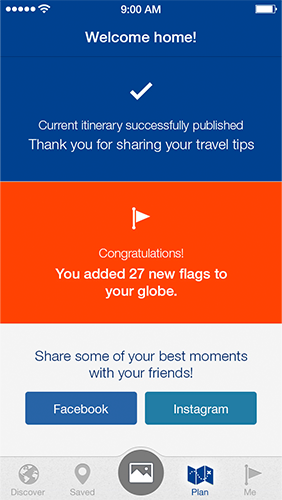 9:00 AM
Welcome home!
Current itinerary successfully published
Thank you for sharing your travel tips
Congratulations!
You added 27 new flags to
your globe.
Share some of your best moments
with your friends!
Facebook Instagram
Discover Saved Plan Me